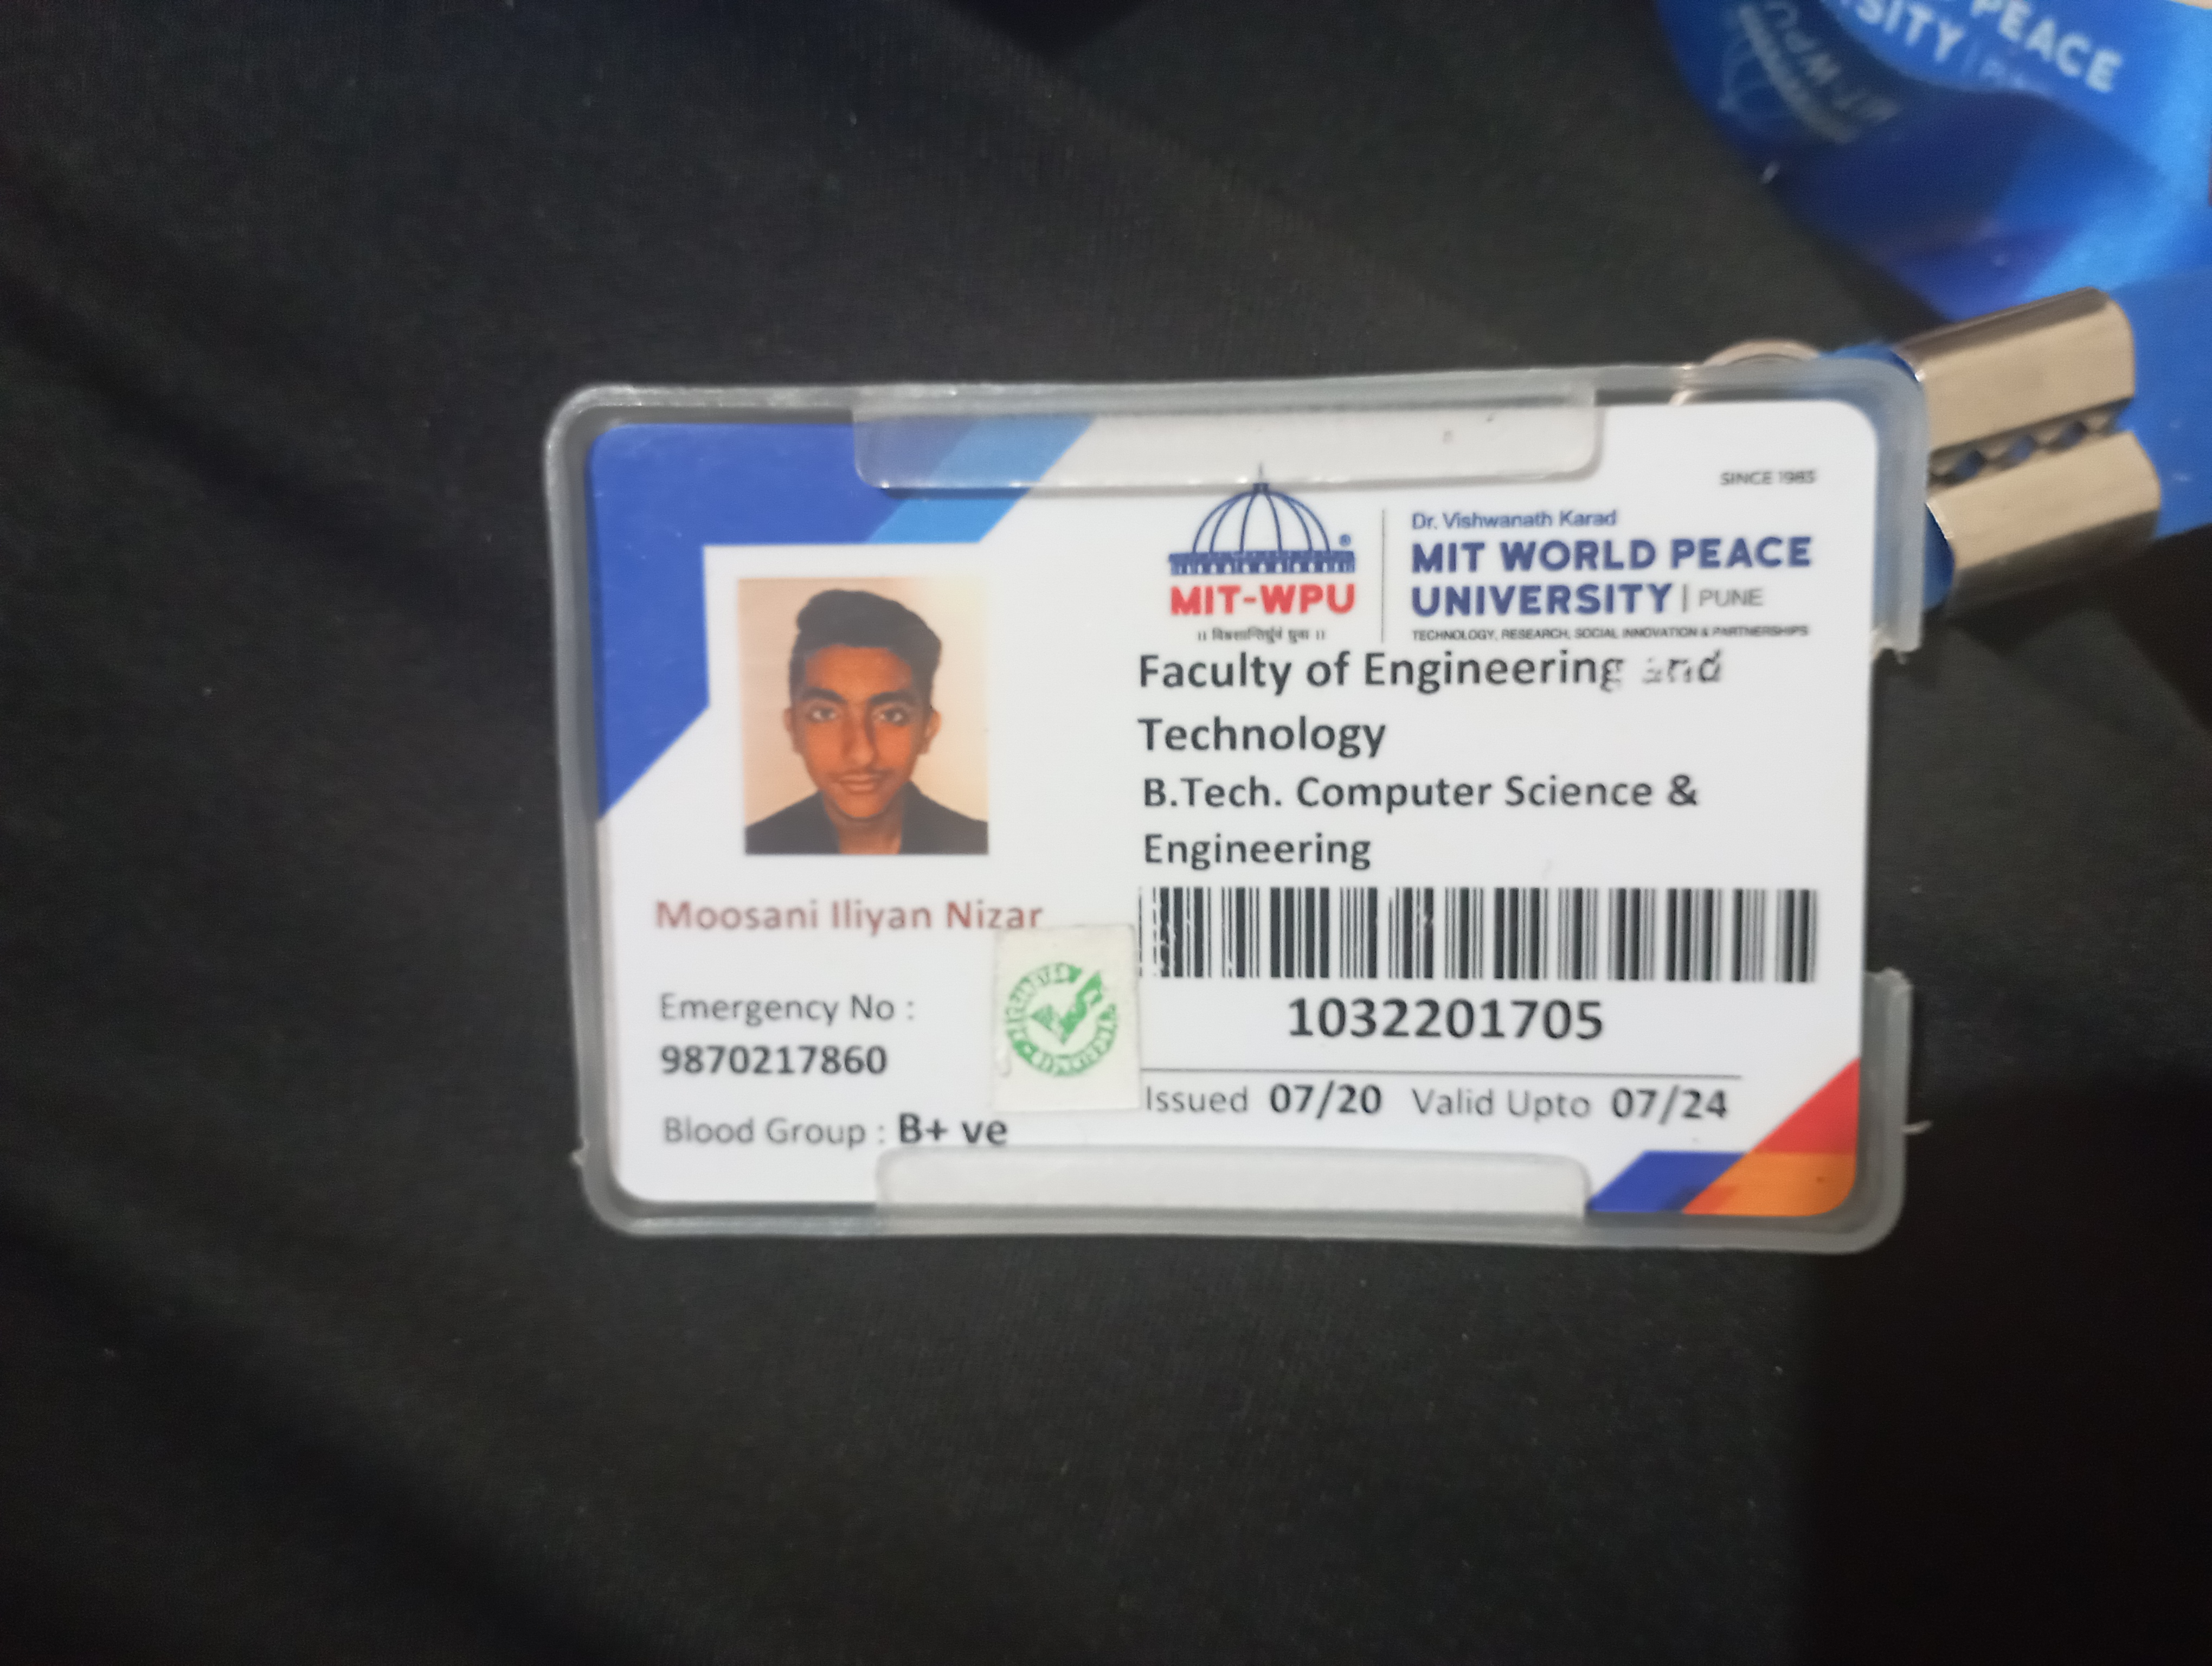 SINCE 1985
Dr. Vishwanath Karad
MIT WORLD PEACE
UNIVERSITY | PUNE
TECHNOLOGY, RESEARCH, SOCIAL INNOVATION & PARTNERSHIPS
MIT-WPU
Faculty of Engineering and
Technology
B.Tech. Computer Science &
Engineering
1032201705
Issued 07/20 Valid Upto 07/24
Moosani Iliyan Nizar
Emergency No :
9870217860
Blood Group : B+ ve
PEACE